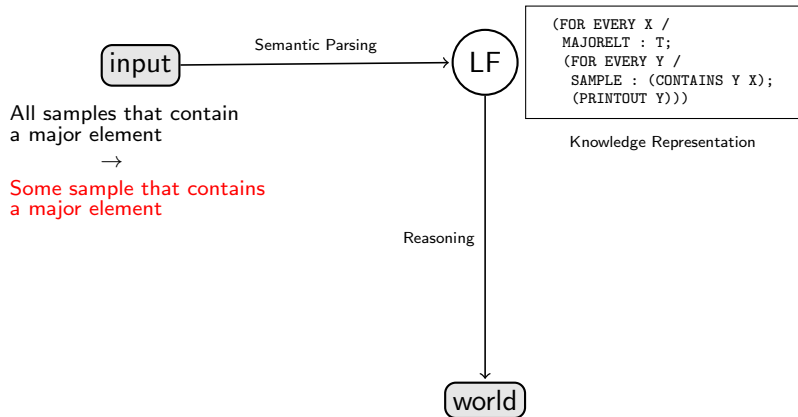 input
Semantic Parsing
LF
(FOR EVERY X /
MAJORELT : T;
(FOR EVERY Y /
SAMPLE : (CONTAINS Y X);
(PRINTOUT Y)))
Knowledge Representation
All samples that contain
a major element
→
Some sample that contains
a major element
Reasoning
world